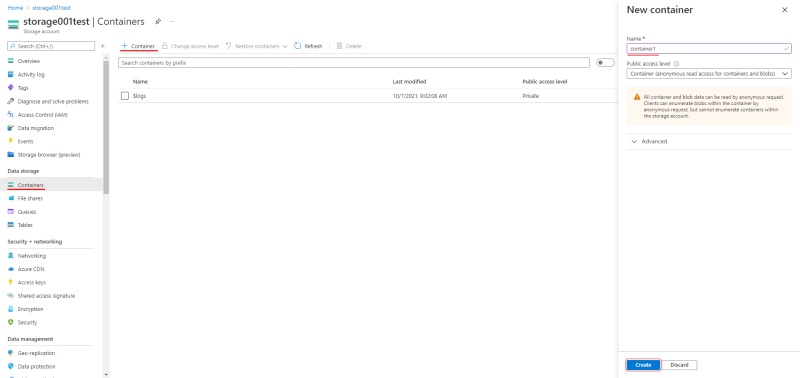 Home > storage001test
storage001test | Containers
Storage account
Search (Ctrl+/)
Overview
Activity log
Tags
Diagnose and solve problems
Access Control (IAM)
Data migration
Events
Storage browser (preview)
Data storage
Containers
File shares
Queues
Tables
Security + networking
Networking
Azure CDN
Access keys
Shared access signature
Encryption
Security
Data management
Geo-replication
Data protection
+ Container
Change access level
Restore containers
Refresh
Delete
Search containers by prefix
Name Last modified Public access level
$logs 10/7/2021, 9:02:08 AM Private
New container
Name *
container1
Public access level
Container (anonymous read access for containers and blobs)
All container and blob data can be read by anonymous request.
Clients can enumerate blobs within the container by
anonymous request, but cannot enumerate containers within
the storage account.
Advanced
Create
Discard